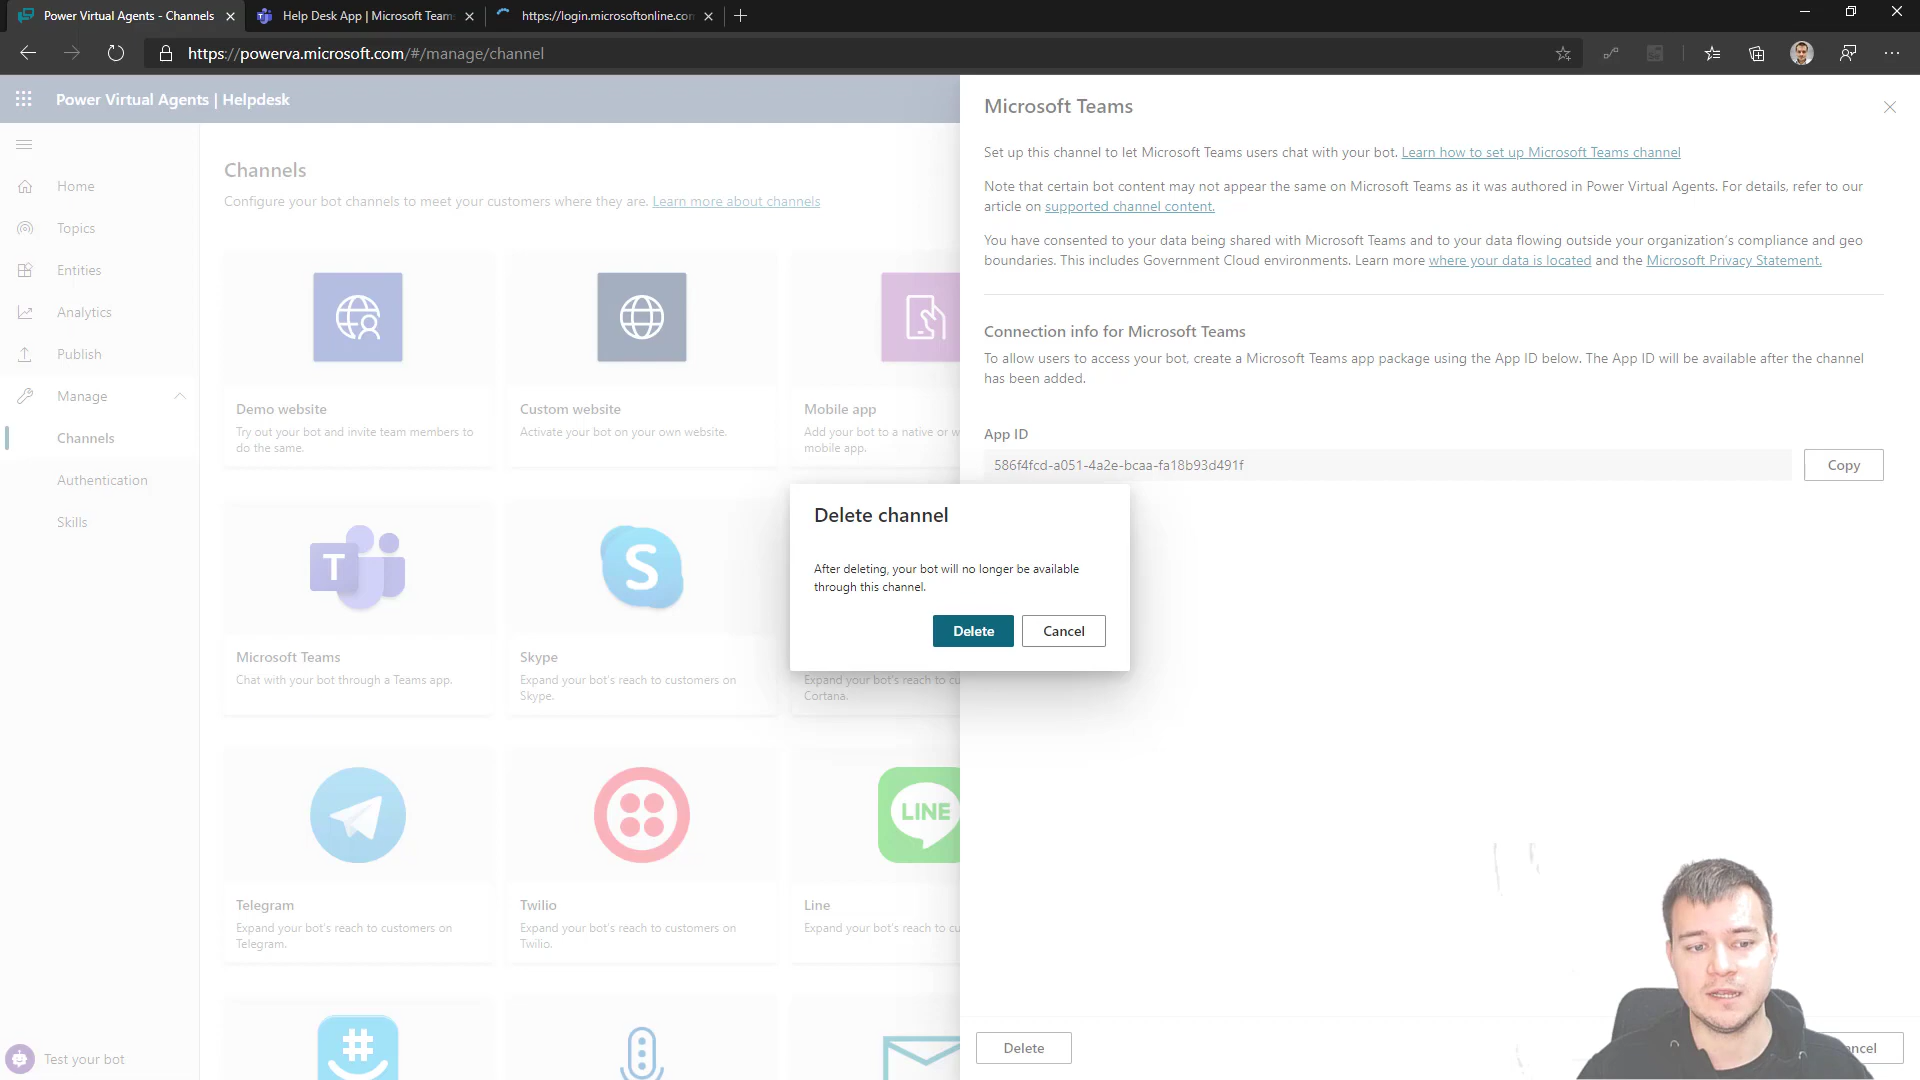 Power Virtual Agents - Channels
Help Desk App | Microsoft Teams
https://login.microsoftonline.com
https://powerva.microsoft.com/#/manage/channel
Power Virtual Agents | Helpdesk
Home
Topics
Entities
Analytics
Publish
Manage
Channels
Authentication
Skills
Test your bot
Channels
Configure your bot channels to meet your customers where they are. Learn more about channels
Demo website
Try out your bot and invite team members to
do the same.
Custom website
Activate your bot on your own website.
Mobile app
Add your bot to a native or w
mobile app.
T
Microsoft Teams
Chat with your bot through a Teams app.
S
Skype
Expand your bot's reach to customers on
Skype.
Expand your bot's reach to cu
Cortana.
Telegram
Expand your bot's reach to customers on
Telegram.
Twilio
Expand your bot's reach to customers on
Twilio.
LINE
Line
Expand your bot's reach to cu
#
Microsoft Teams
Set up this channel to let Microsoft Teams users chat with your bot. Learn how to set up Microsoft Teams channel
Note that certain bot content may not appear the same on Microsoft Teams as it was authored in Power Virtual Agents. For details, refer to our
article on supported channel content.
You have consented to your data being shared with Microsoft Teams and to your data flowing outside your organization's compliance and geo
boundaries. This includes Government Cloud environments. Learn more where your data is located and the Microsoft Privacy Statement.
Connection info for Microsoft Teams
To allow users to access your bot, create a Microsoft Teams app package using the App ID below. The App ID will be available after the channel
has been added.
App ID
586f4fcd-a051-4a2e-bcaa-fa18b93d491f
Copy
Delete channel
After deleting, your bot will no longer be available
through this channel.
Delete
Cancel
Delete
ancel